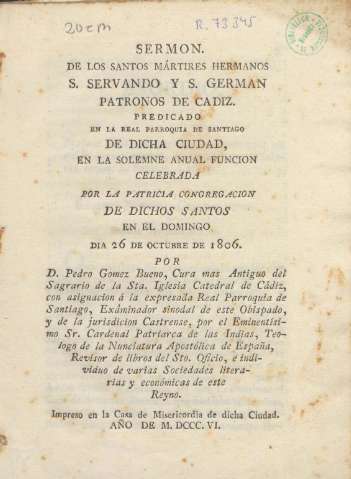 20 cm
R. 73345
SERMON.
DE LOS SANTOS MÁRTIRES HERMANOS
S. SERVANDO Y S. GERMAN
PATRONOS DE CADIZ.
PREDICADO
EN LA REAL PARROQUIA DE SANTIAGO
DE DICHA CIUDAD,
EN LA SOLEMNE ANUAL FUNCION
CELEBRADA
POR LA PATRICIA CONGREGACION
DE DICHOS SANTOS
EN EL DOMINGO
DIA 26 DE OCTUBRE DE 1806.
POR
D. Pedro Gomez Bueno, Cura mas Antiguo del
Sagrario de la Sta. Iglesia Catedral de Cádiz,
con asignacion á la expresada Real Parroquia de
Santiago, Exâminador sinodal de este Obispado,
y de la jurisdicion Castrense, por el Eminentísi-
mo Sr. Cardenal Patriarca de las Indias, Teo-
logo de la Nunciatura Apostólica de España,
Revisor de libros del Sto. Oficio, é indi-
viduo de varias Sociedades litera-
rias y económicas de este
Reyno.
Impreso en la Casa de Misericordia de dicha Ciudad.
AÑO DE M. DCCC. VI.